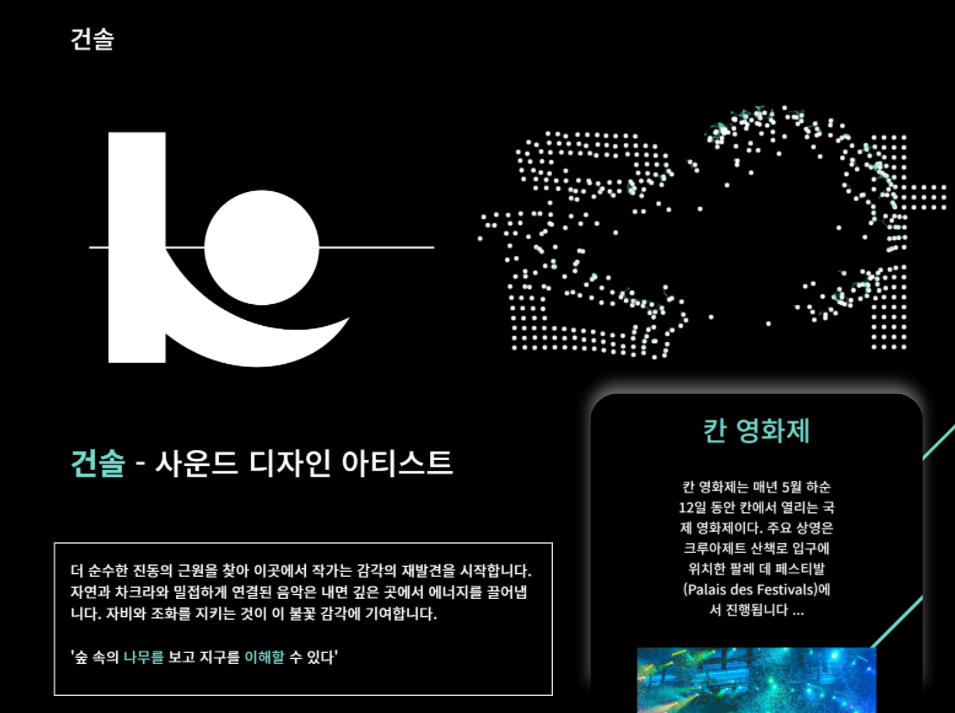 건솔
건솔 - 사운드 디자인 아티스트
더 순수한 진동의 근원을 찾아 이곳에서 작가는 감각의 재발견을 시작합니다.
자연과 차크라와 밀접하게 연결된 음악은 내면 깊은 곳에서 에너지를 끌어냅
니다. 자비와 조화를 지키는 것이 이 불꽃 감각에 기여합니다.
'숲 속의 나무를 보고 지구를 이해할 수 있다'
칸 영화제
칸 영화제는 매년 5월 하순
12일 동안 칸에서 열리는 국
제 영화제이다. 주요 상영은
크루아제트 산책로 입구에
위치한 팔레 데 페스티발
(Palais des Festivals)에
서 진행됩니다 ...